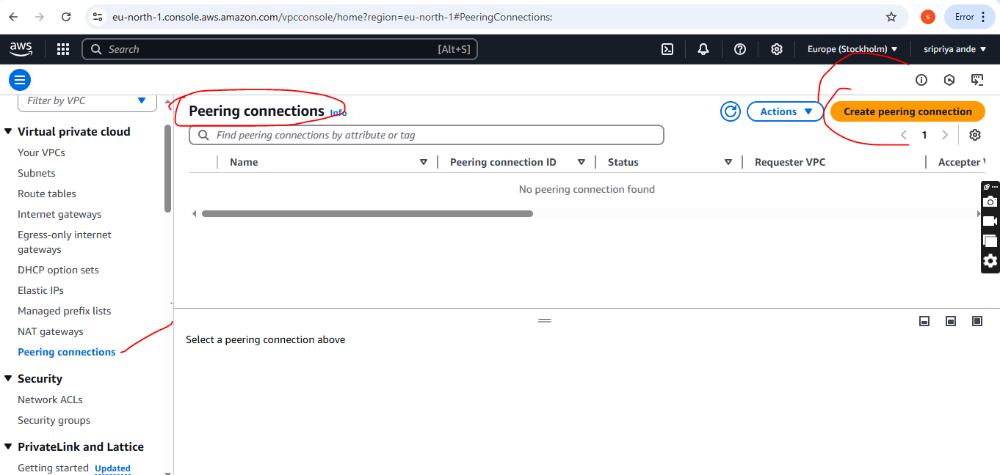 eu-north-1.console.aws.amazon.com/vpcconsole/home?region=eu-north-1#PeeringConnections:
S
Error
aws
Search
[Alt+S]
Europe (Stockholm)
sripriya ande
Filter by VPC
Virtual private cloud
Your VPCs
Subnets
Route tables
Internet gateways
Egress-only internet
gateways
DHCP option sets
Elastic IPs
Managed prefix lists
NAT gateways
Peering connections
Security
Network ACLs
Security groups
PrivateLink and Lattice
Getting started Updated
Peering connections Info
Actions
Create peering connection
Find peering connections by attribute or tag
1
Name
Peering connection ID
Status
Requester VPC
Accepter
No peering connection found
Select a peering connection above